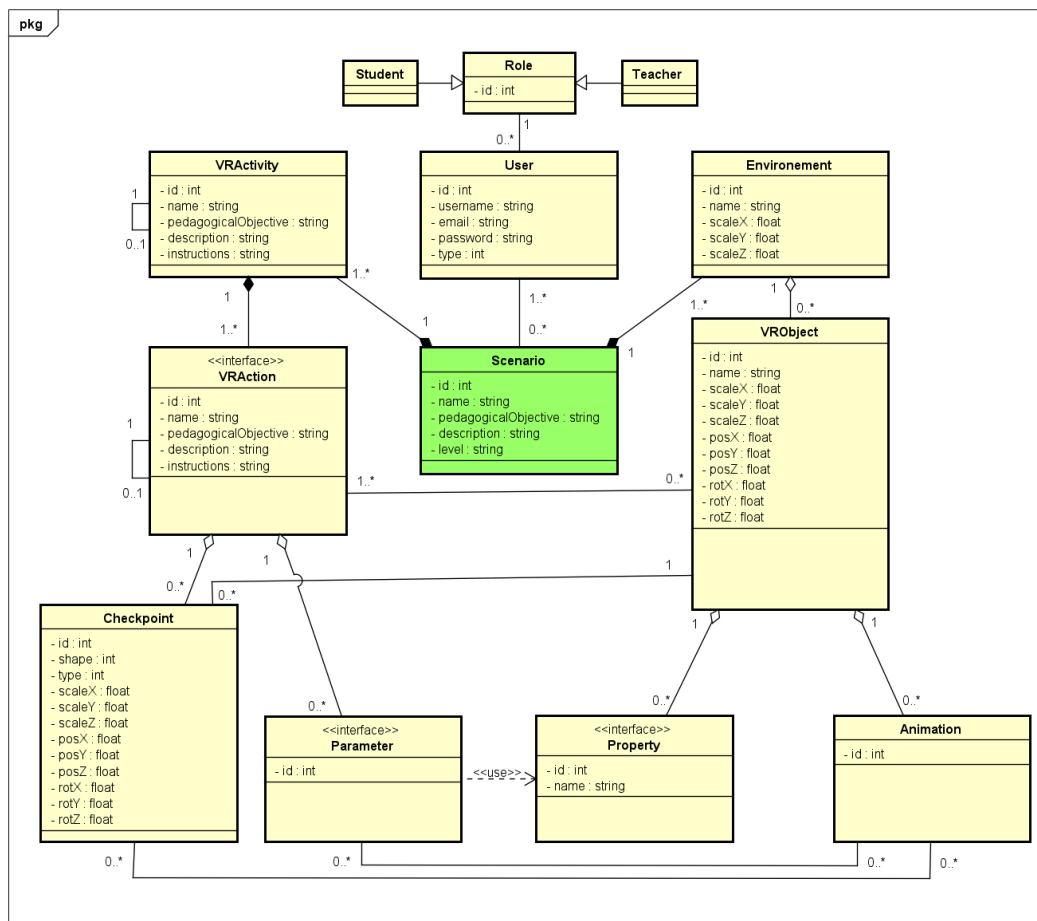 pkg
Student
Role
- id : int
Teacher
1
0..*
VRActivity
- id : int
- name : string
- pedagogicalObjective : string
- description : string
- instructions : string
1
0..1
User
- id : int
- username : string
- email : string
- password : string
- type : int
Environement
- id : int
- name : string
- scaleX : float
- scaleY : float
- scaleZ : float
1..*
1
1..*
1
1..*
0..*
1
1..*
1
0..*
<<interface>>
VRAction
- id : int
- name : string
- pedagogicalObjective : string
- description : string
- instructions : string
1
0..1
Scenario
- id : int
- name : string
- pedagogicalObjective : string
- description : string
- level : string
VRObject
- id : int
- name : string
- scaleX : float
- scaleY : float
- scaleZ : float
- posX : float
- posY : float
- posZ : float
- rotX : float
- rotY : float
- rotZ : float
1..*
0..*
1
0..*
1
0..*
1
0..*
Checkpoint
- id : int
- shape : int
- type : int
- scaleX : float
- scaleY : float
- scaleZ : float
- posX : float
- posY : float
- posZ : float
- rotX : float
- rotY : float
- rotZ : float
1
1
0..*
0..*
<<interface>>
Parameter
- id : int
<<use>>
<<interface>>
Property
- id : int
- name : string
Animation
- id : int
0..*
0..*
0..*
0..*